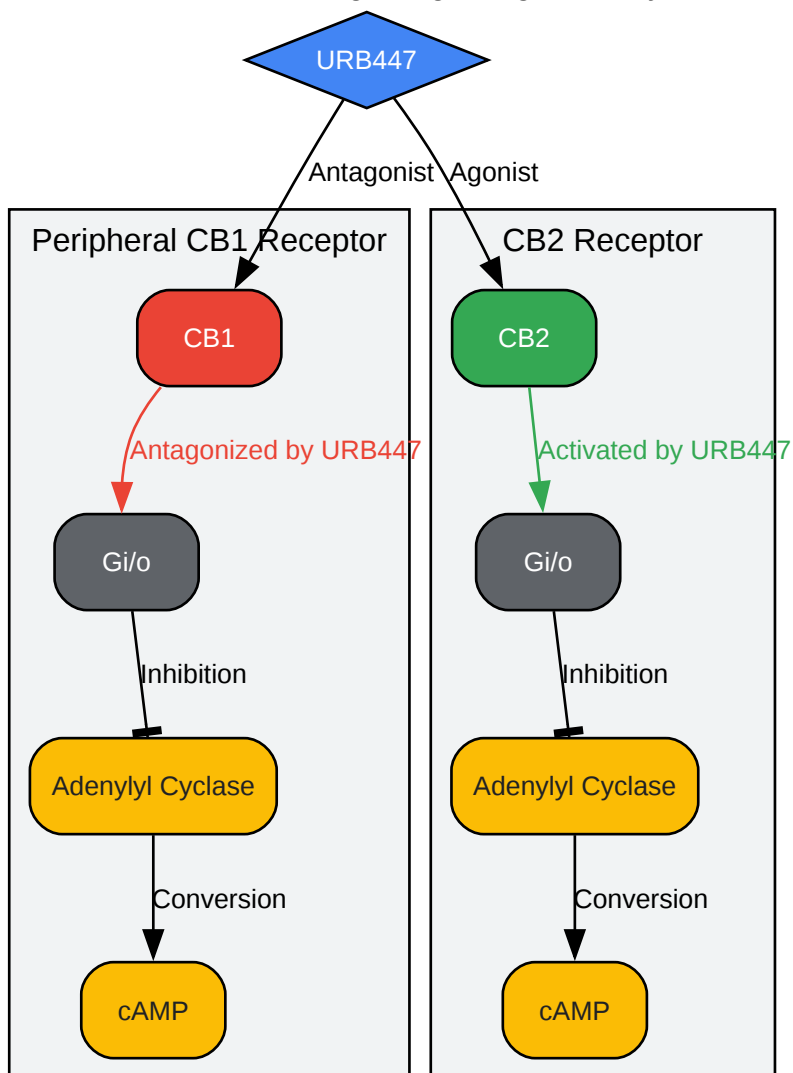 URB447
Antagonist
Agonist
Peripheral CB1 Receptor
CB2 Receptor
CB1
CB2
Antagonized by URB447
Activated by URB447
Gi/o
Gi/o
Inhibition
Inhibition
Adenylyl Cyclase
Adenylyl Cyclase
Conversion
Conversion
cAMP
cAMP